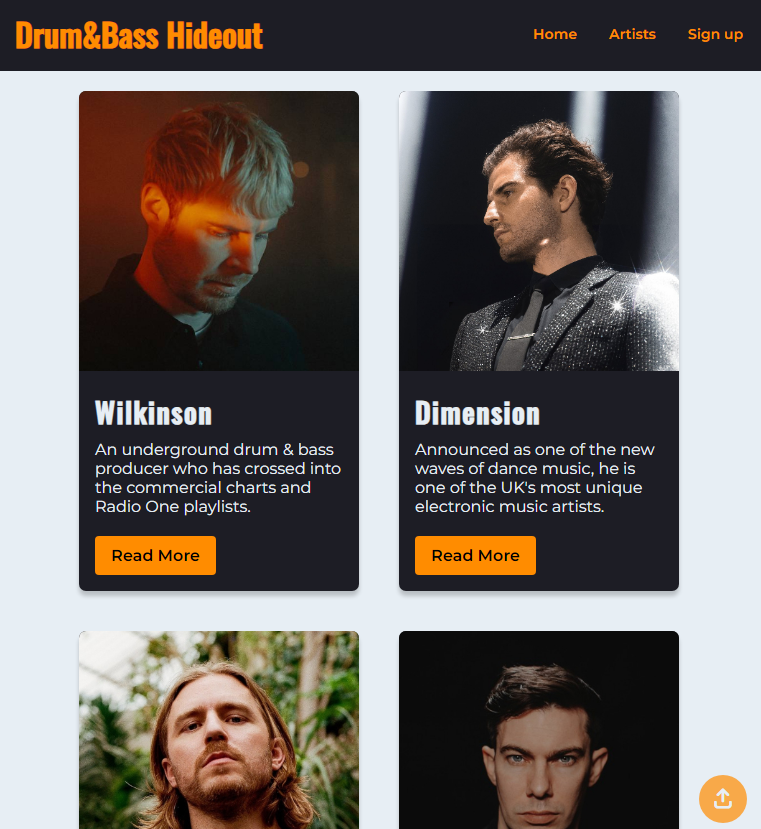 Drum&Bass Hideout
Home Artists Sign up
Wilkinson
An underground drum & bass
producer who has crossed into
the commercial charts and
Radio One playlists.
Read More
Dimension
Announced as one of the new
waves of dance music, he is
one of the UK's most unique
electronic music artists.
Read More